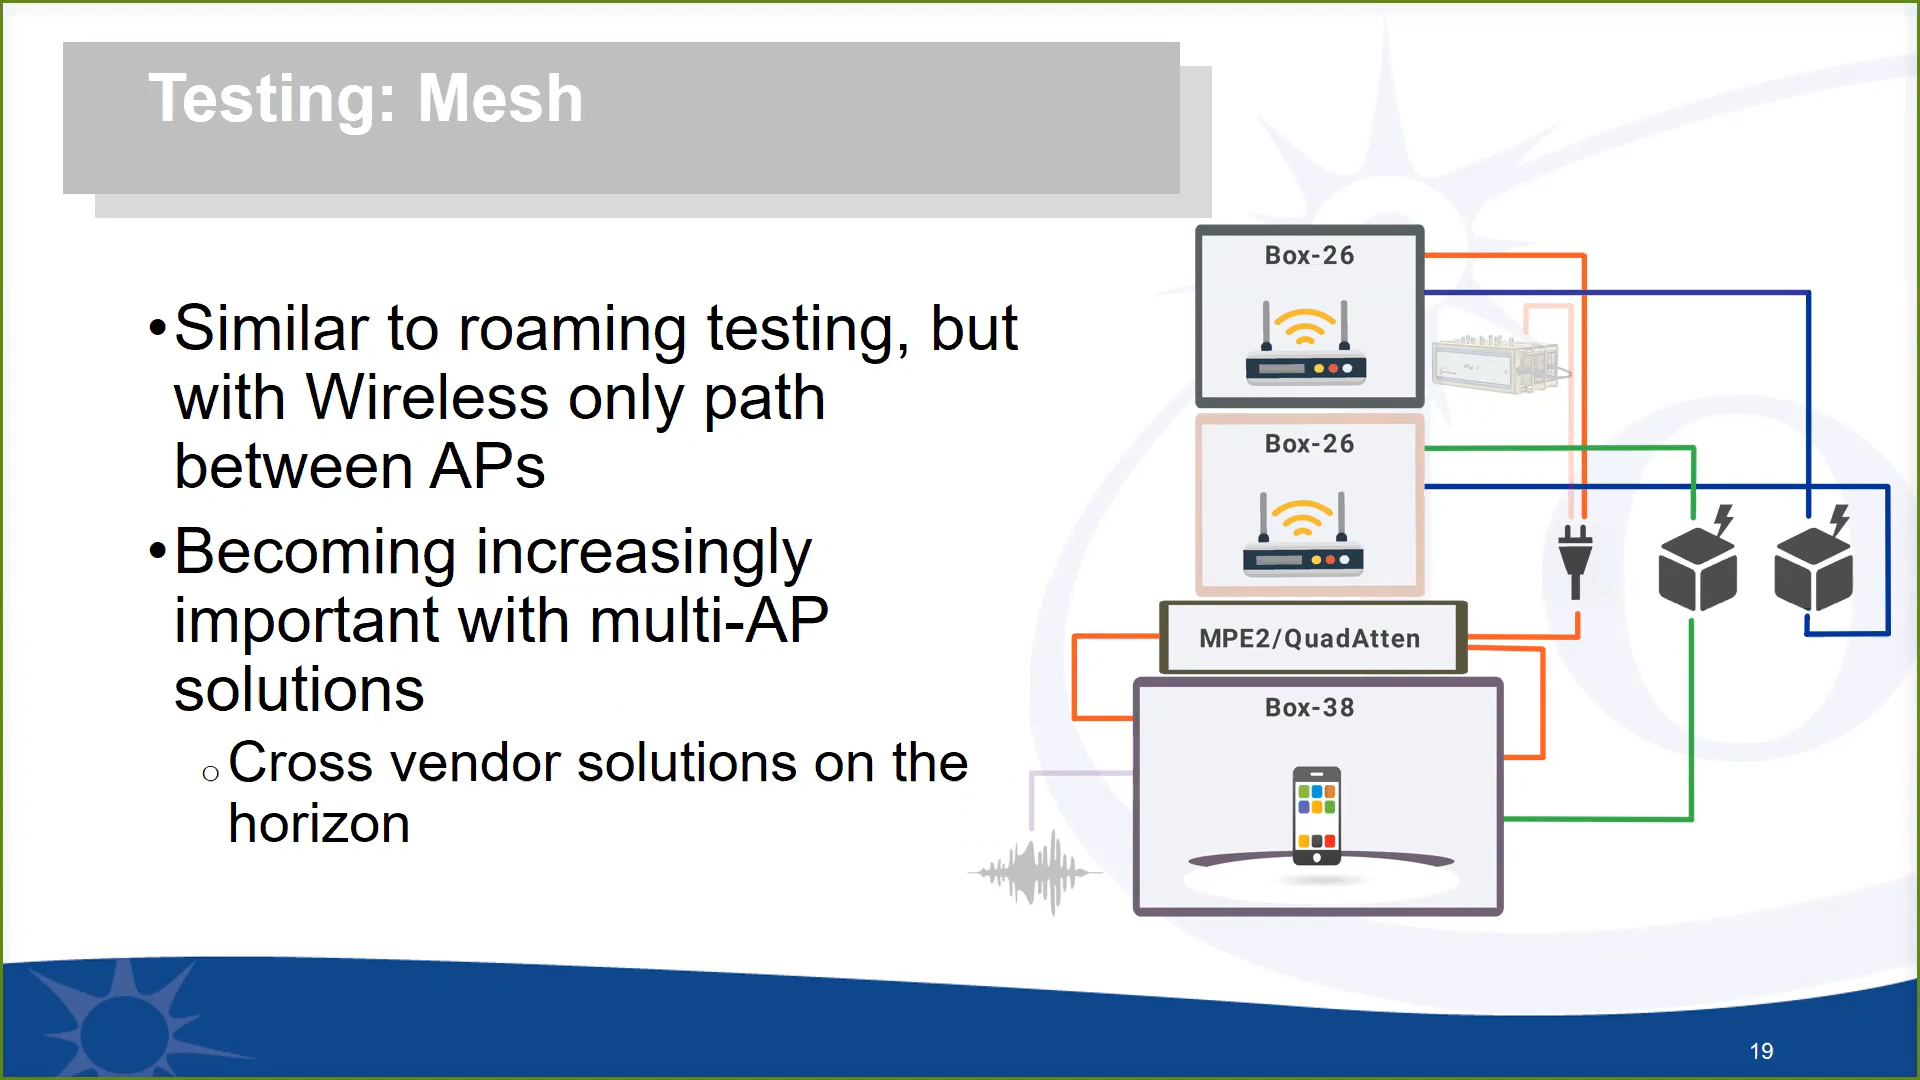 Testing: Mesh
•Similar to roaming testing, but
with Wireless only path
between APs
•Becoming increasingly
important with multi-AP
solutions
○Cross vendor solutions on the
horizon
Box-26
Box-26
MPE2/QuadAtten
Box-38
19